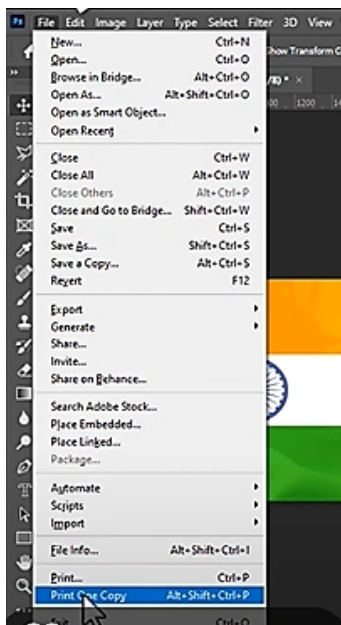 Ps File Edit Image Layer Type Select Filter 3D View
New... Ctrl+N
Open... Ctrl+O
Show Transform C
Browse in Bridge... Alt+Ctrl+O
Open As... Alt+Shift+Ctrl+O
Open as Smart Object...
Open Recent
Close Ctrl+W
Close All Alt+Ctrl+W
Close Others Alt+Ctrl+P
Close and Go to Bridge... Shift+Ctrl+W
Save Ctrl+S
Save As... Shift+Ctrl+S
Save a Copy... Alt+Ctrl+S
Revert F12
Export
Generate
Share...
Invite...
Share on Behance...
Search Adobe Stock...
Place Embedded...
Place Linked...
Package...
Automate
Scripts
Import
File Info... Alt+Shift+Ctrl+I
Print... Ctrl+P
Print One Copy Alt+Shift+Ctrl+P
Exit Ctrl+Q